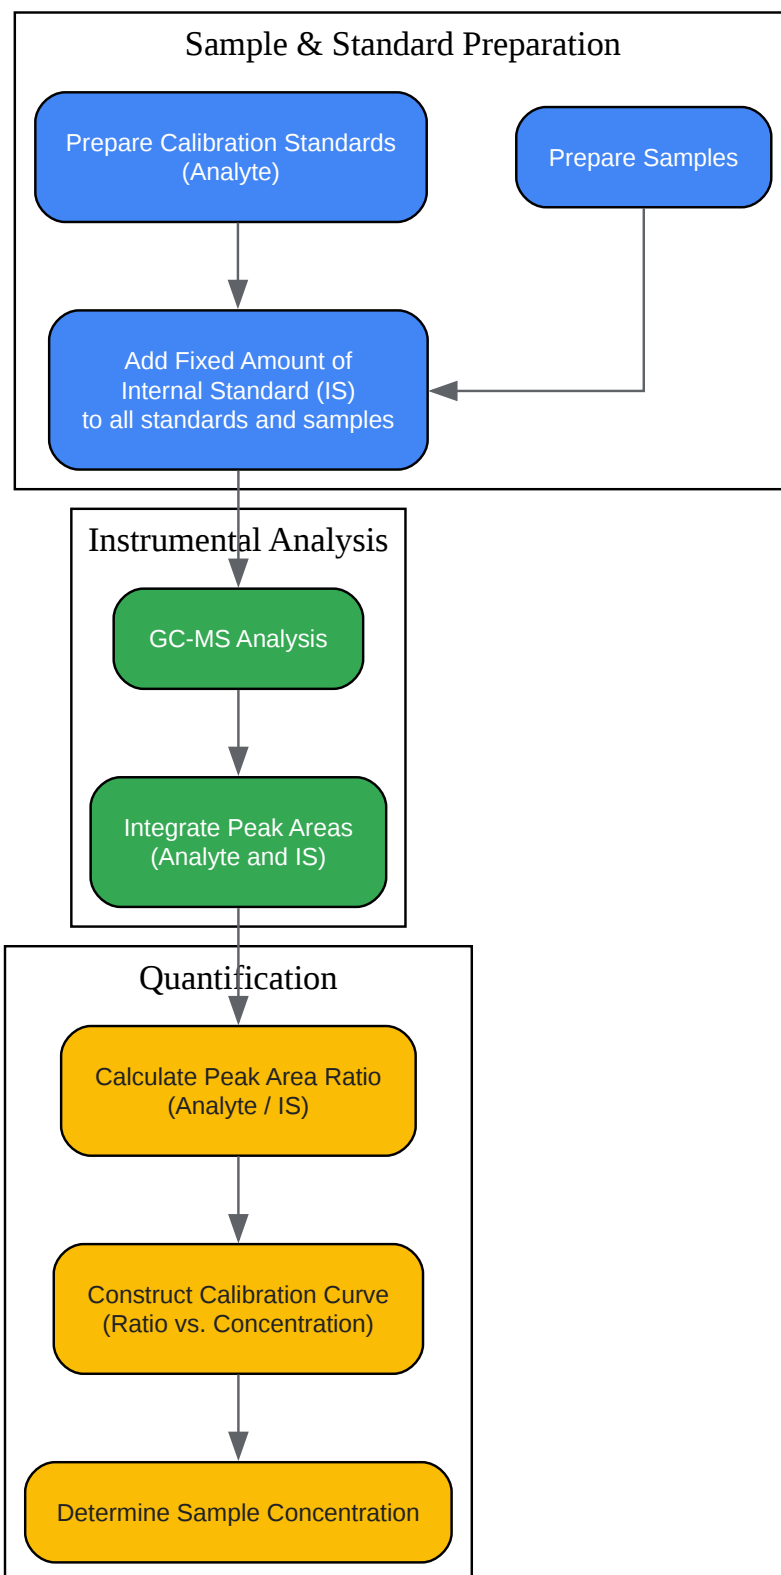 Sample & Standard Preparation
Prepare Calibration Standards
(Analyte)
Prepare Samples
Add Fixed Amount of
Internal Standard (IS)
to all standards and samples
Instrumental Analysis
GC-MS Analysis
Integrate Peak Areas
(Analyte and IS)
Quantification
Calculate Peak Area Ratio
(Analyte / IS)
Construct Calibration Curve
(Ratio vs. Concentration)
Determine Sample Concentration